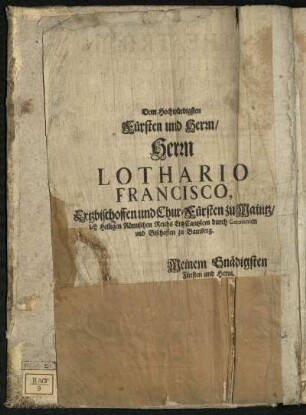 Dem Hochwürdigsten
Fürsten und Herrn/
Herrn
LOTHARIO
FRANCISCO,
Ertzbischoffen und Chur-Fürsten zu Maintz/
des Heiligen Römischen Reichs Ertz-Cantzlern durch Germanien
und Bischoffen zu Bamberg.
Meinem Gnädigsten
Fürsten und Herrn.